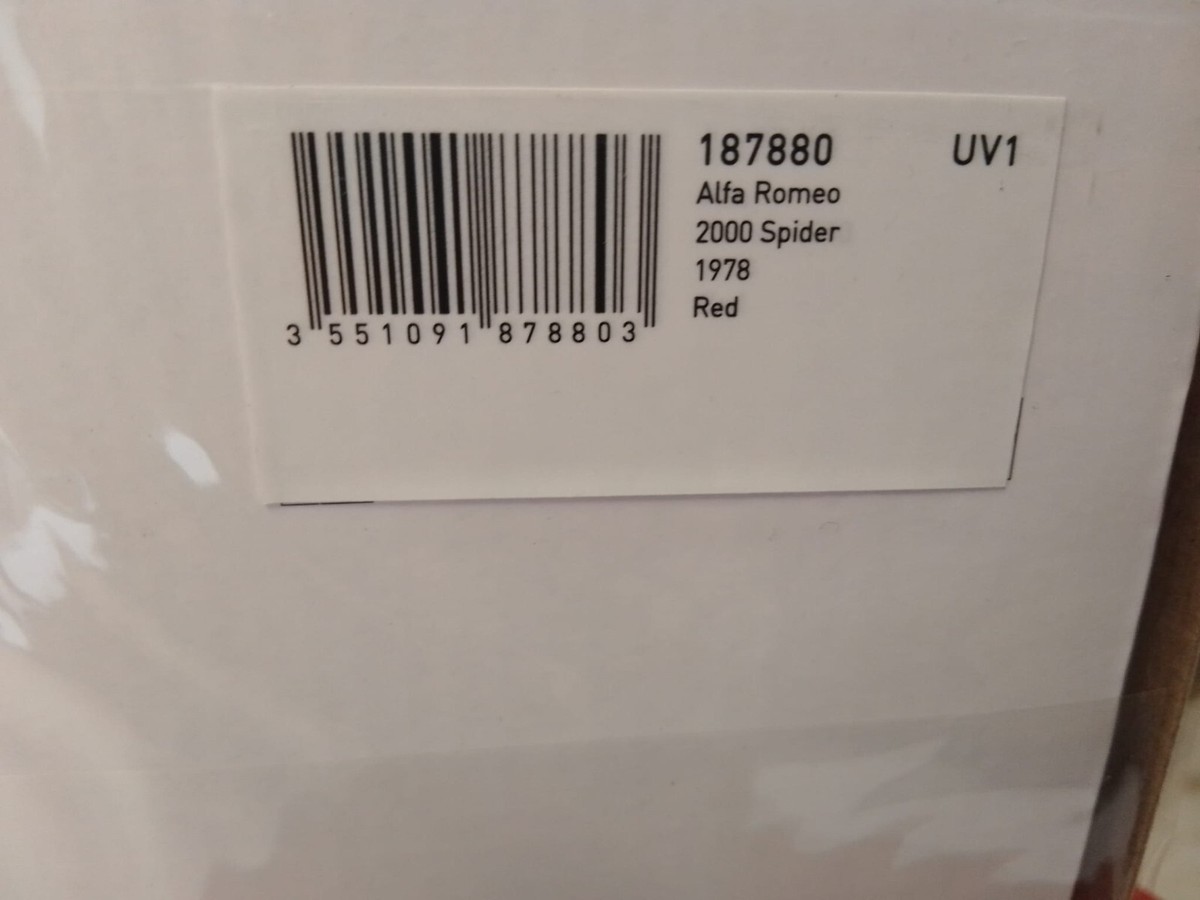 187880 UV1
Alfa Romeo
2000 Spider
1978
Red
3 551091 878803